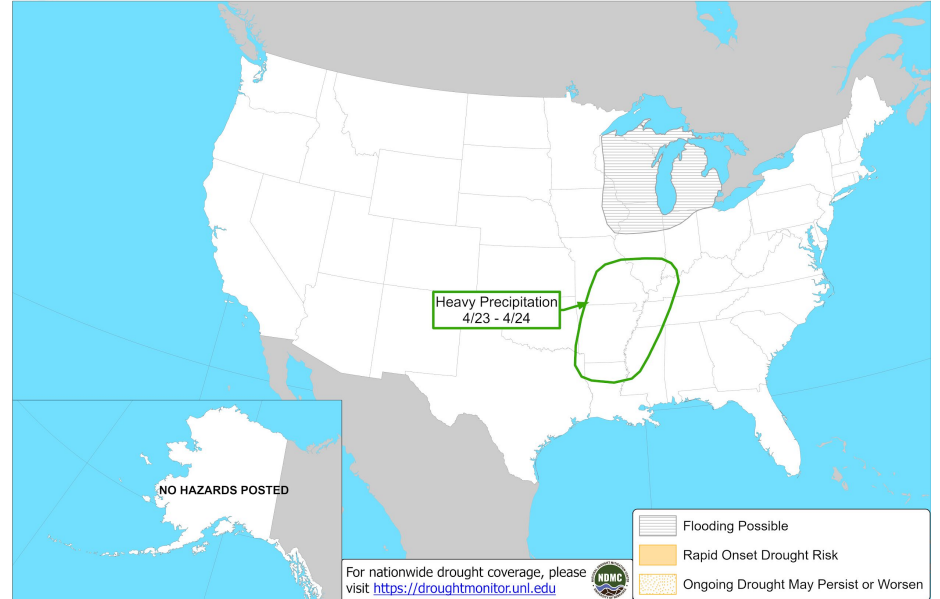 Heavy Precipitation
4/23 - 4/24
NO HAZARDS POSTED
For nationwide drought coverage, please
visit https://droughtmonitor.unl.edu
NDMC
Flooding Possible
Rapid Onset Drought Risk
Ongoing Drought May Persist or Worsen